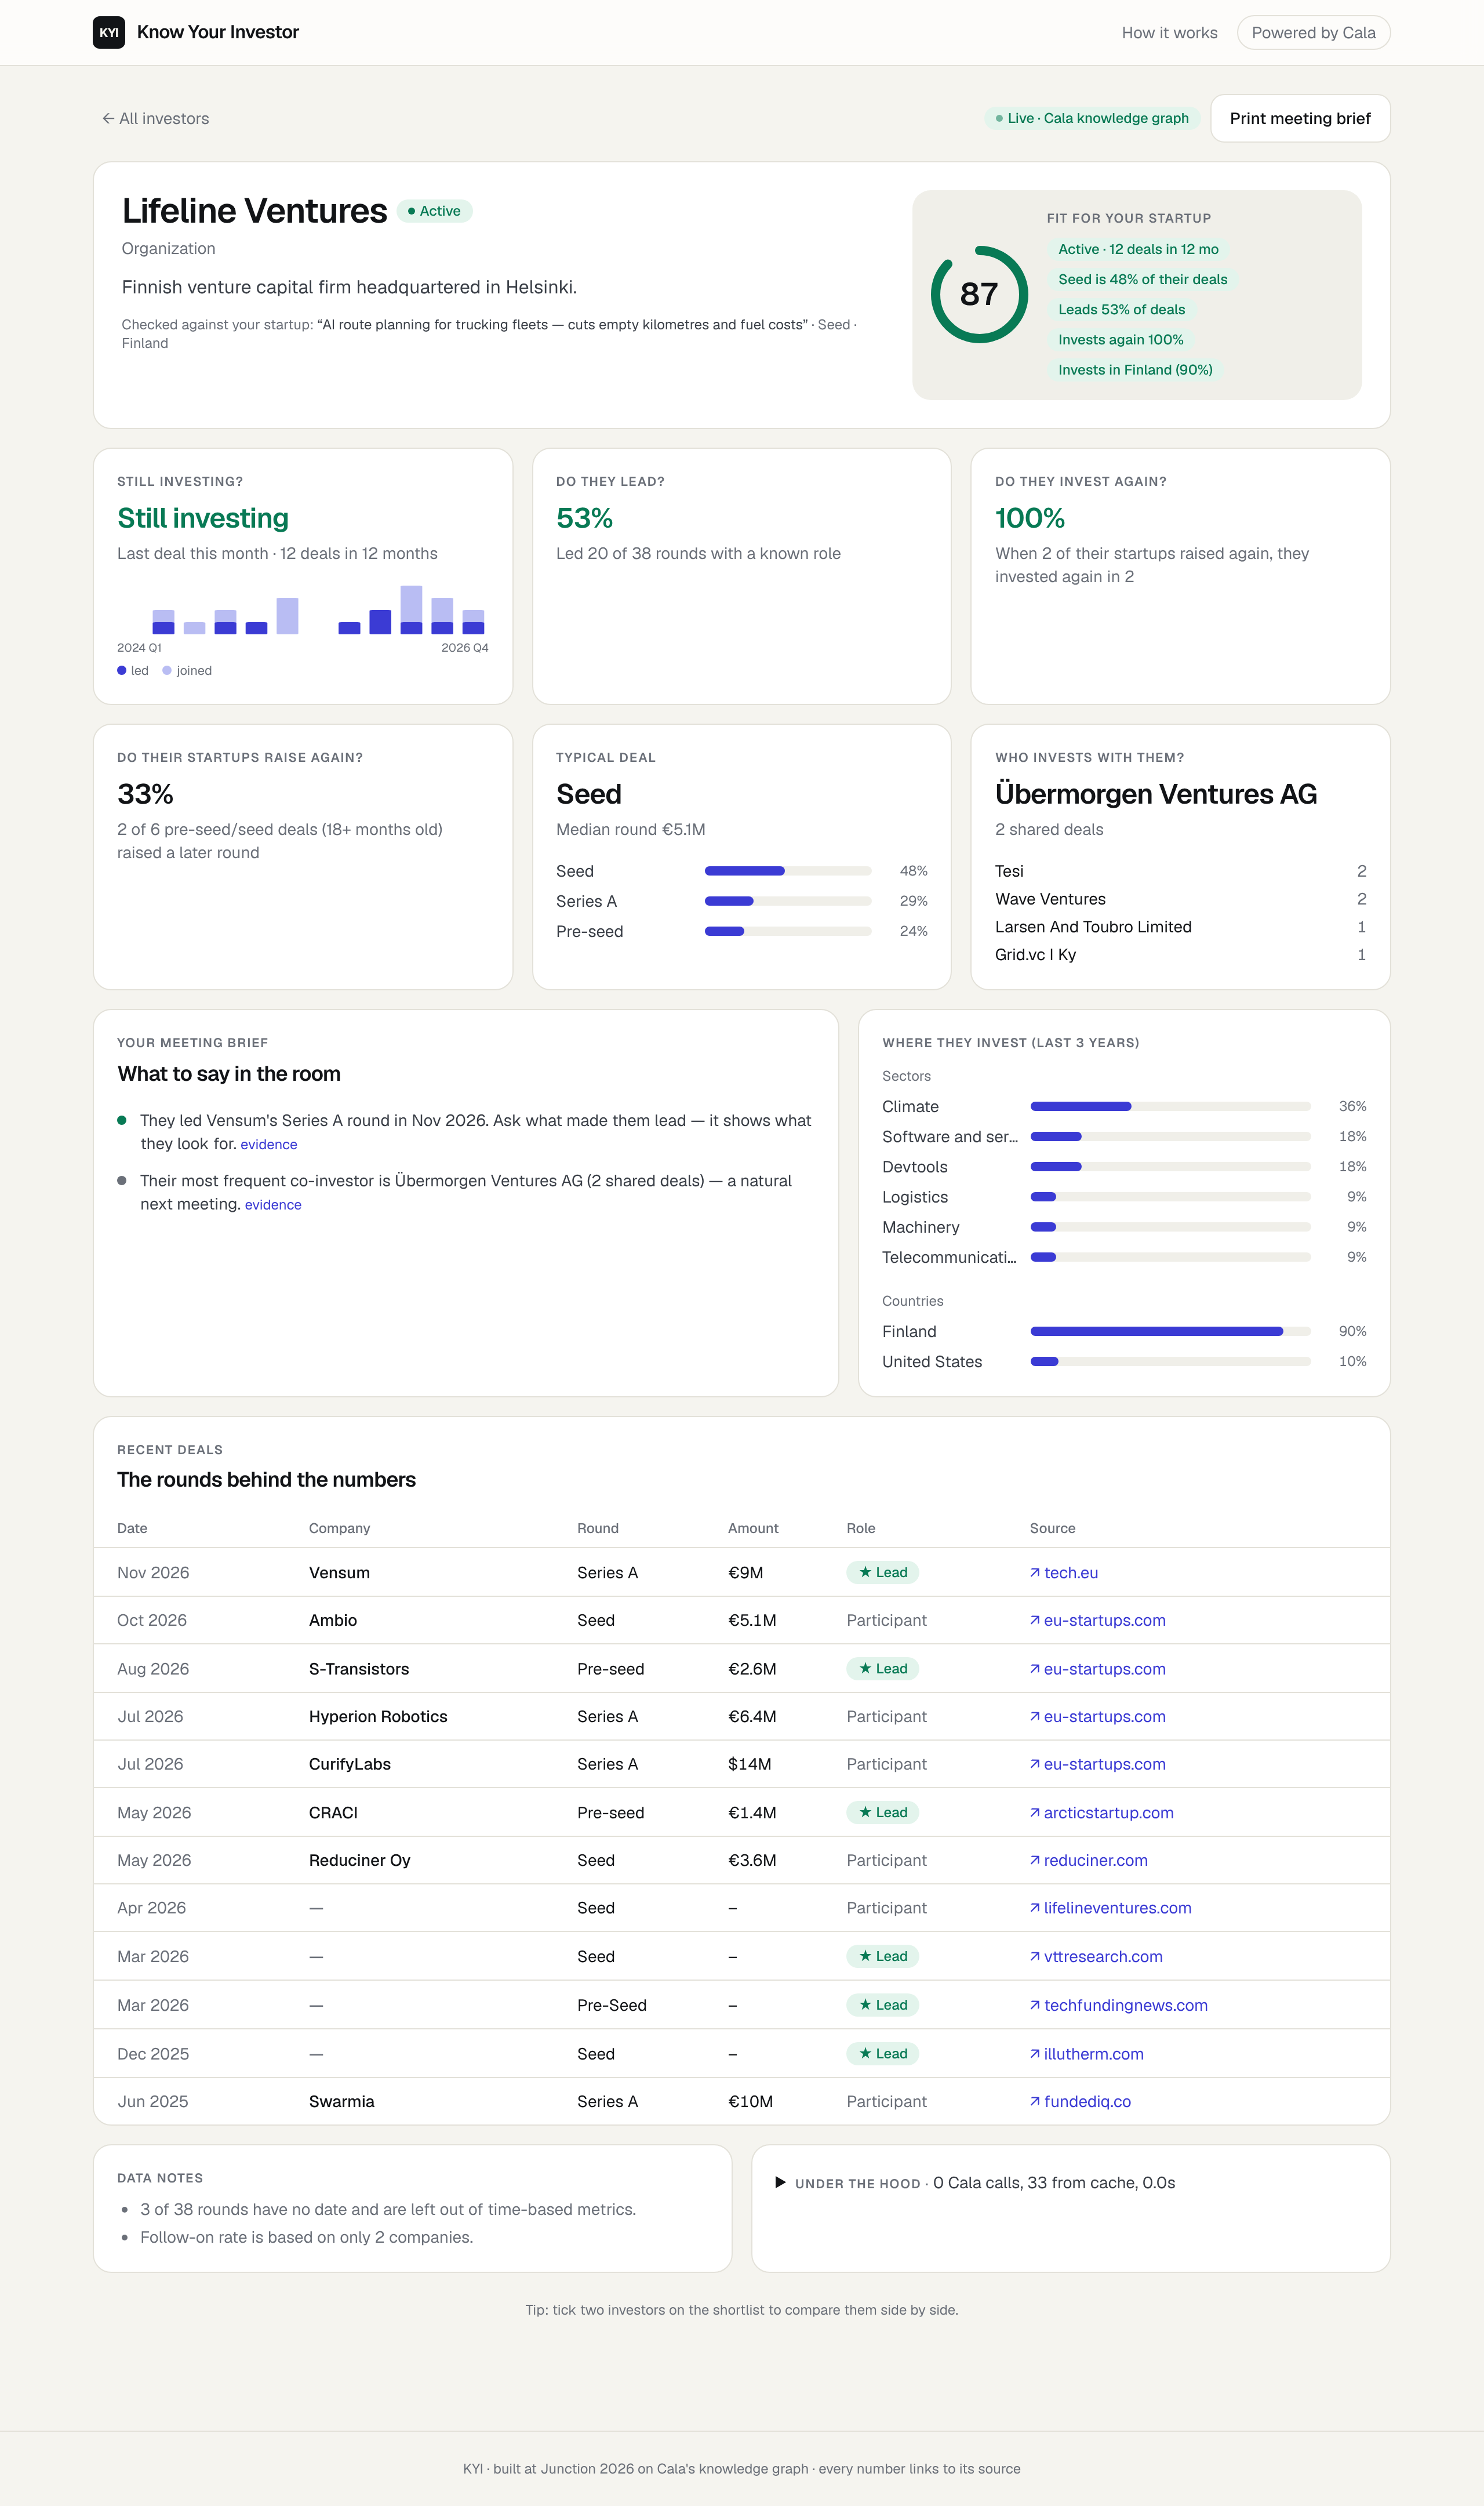 KYI Know Your Investor
How it works
Powered by Cala
← All investors
Live · Cala knowledge graph
Print meeting brief
Lifeline Ventures
Active
Organization
Finnish venture capital firm headquartered in Helsinki.
Checked against your startup: “AI route planning for trucking fleets — cuts empty kilometres and fuel costs” · Seed ·
Finland
87
FIT FOR YOUR STARTUP
Active · 12 deals in 12 mo
Seed is 48% of their deals
Leads 53% of deals
Invests again 100%
Invests in Finland (90%)
STILL INVESTING?
Still investing
Last deal this month · 12 deals in 12 months
2024 Q1 2026 Q4
led joined
DO THEY LEAD?
53%
Led 20 of 38 rounds with a known role
DO THEY INVEST AGAIN?
100%
When 2 of their startups raised again, they
invested again in 2
DO THEIR STARTUPS RAISE AGAIN?
33%
2 of 6 pre-seed/seed deals (18+ months old)
raised a later round
TYPICAL DEAL
Seed
Median round €5.1M
Seed 48%
Series A 29%
Pre-seed 24%
WHO INVESTS WITH THEM?
Übermorgen Ventures AG
2 shared deals
Tesi 2
Wave Ventures 2
Larsen And Toubro Limited 1
Grid.vc I Ky 1
YOUR MEETING BRIEF
What to say in the room
They led Vensum's Series A round in Nov 2026. Ask what made them lead — it shows what
they look for. evidence
Their most frequent co-investor is Übermorgen Ventures AG (2 shared deals) — a natural
next meeting. evidence
WHERE THEY INVEST (LAST 3 YEARS)
Sectors
Climate 36%
Software and ser... 18%
Devtools 18%
Logistics 9%
Machinery 9%
Telecommunicati... 9%
Countries
Finland 90%
United States 10%
RECENT DEALS
The rounds behind the numbers
Date Company Round Amount Role Source
Nov 2026 Vensum Series A €9M ★ Lead ↗ tech.eu
Oct 2026 Ambio Seed €5.1M Participant ↗ eu-startups.com
Aug 2026 S-Transistors Pre-seed €2.6M ★ Lead ↗ eu-startups.com
Jul 2026 Hyperion Robotics Series A €6.4M Participant ↗ eu-startups.com
Jul 2026 CurifyLabs Series A $14M Participant ↗ eu-startups.com
May 2026 CRACI Pre-seed €1.4M ★ Lead ↗ arcticstartup.com
May 2026 Reduciner Oy Seed €3.6M Participant ↗ reduciner.com
Apr 2026 — Seed – Participant ↗ lifelineventures.com
Mar 2026 — Seed – ★ Lead ↗ vttresearch.com
Mar 2026 — Pre-Seed – ★ Lead ↗ techfundingnews.com
Dec 2025 — Seed – ★ Lead ↗ illutherm.com
Jun 2025 Swarmia Series A €10M Participant ↗ fundediq.co
DATA NOTES
• 3 of 38 rounds have no date and are left out of time-based metrics.
• Follow-on rate is based on only 2 companies.
▶ UNDER THE HOOD · 0 Cala calls, 33 from cache, 0.0s
Tip: tick two investors on the shortlist to compare them side by side.
KYI · built at Junction 2026 on Cala's knowledge graph · every number links to its source